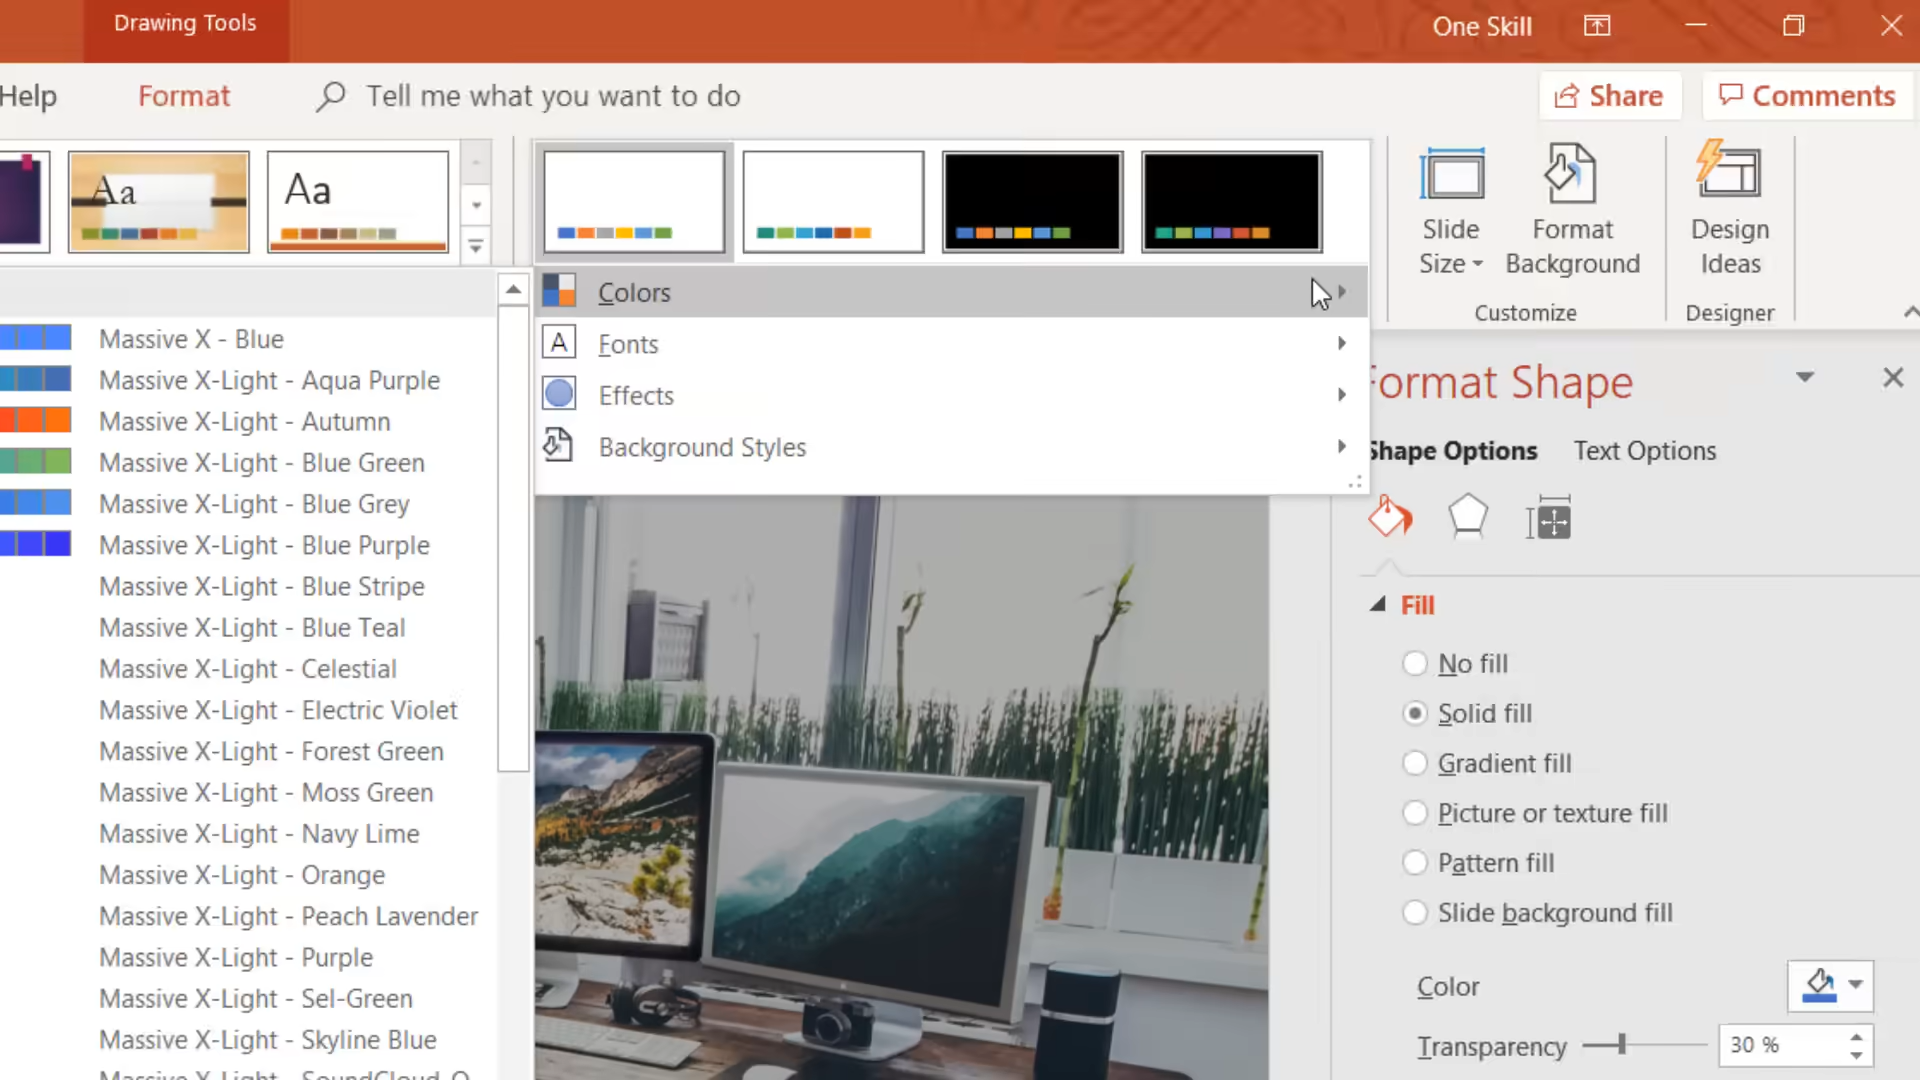 Drawing Tools
One Skill
Help
Format
Tell me what you want to do
Share
Comments
Aa
Aa
Slide
Size
Format
Background
Design
Ideas
Customize
Designer
Colors
Fonts
Effects
Background Styles
Massive X - Blue
Massive X-Light - Aqua Purple
Massive X-Light - Autumn
Massive X-Light - Blue Green
Massive X-Light - Blue Grey
Massive X-Light - Blue Purple
Massive X-Light - Blue Stripe
Massive X-Light - Blue Teal
Massive X-Light - Celestial
Massive X-Light - Electric Violet
Massive X-Light - Forest Green
Massive X-Light - Moss Green
Massive X-Light - Navy Lime
Massive X-Light - Orange
Massive X-Light - Peach Lavender
Massive X-Light - Purple
Massive X-Light - Sel-Green
Massive X-Light - Skyline Blue
Format Shape
Shape Options
Text Options
Fill
No fill
Solid fill
Gradient fill
Picture or texture fill
Pattern fill
Slide background fill
Color
Transparency
30 %